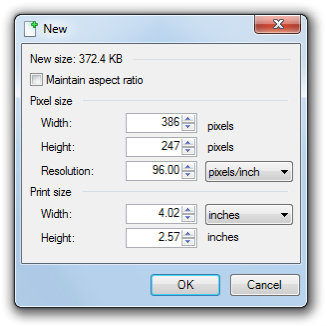 New
New size: 372.4 KB
Maintain aspect ratio
Pixel size
Width: 386 pixels
Height: 247 pixels
Resolution: 96.00 pixels/inch
Print size
Width: 4.02 inches
Height: 2.57 inches
OK Cancel